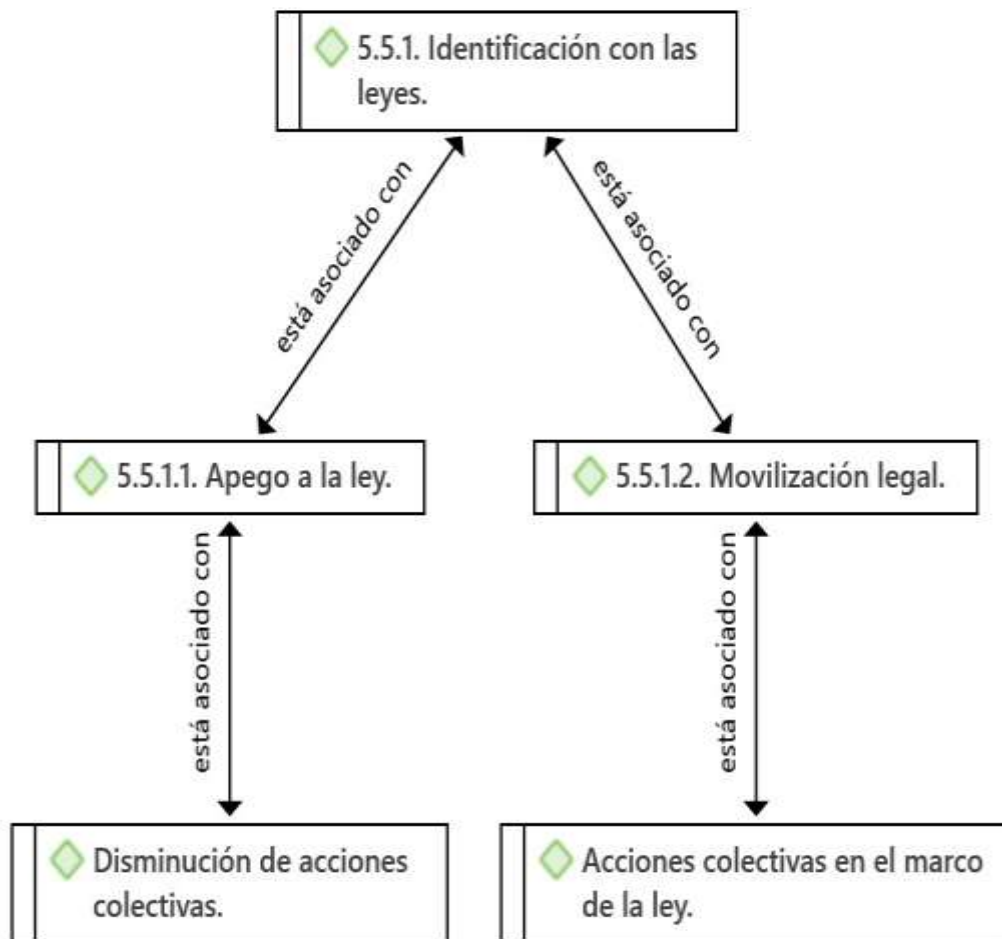 5.5.1. Identificación con las
leyes.
está asociado con
está asociado con
5.5.1.1. Apego a la ley.
5.5.1.2. Movilización legal.
está asociado con
está asociado con
Disminución de acciones
colectivas.
Acciones colectivas en el marco
de la ley.